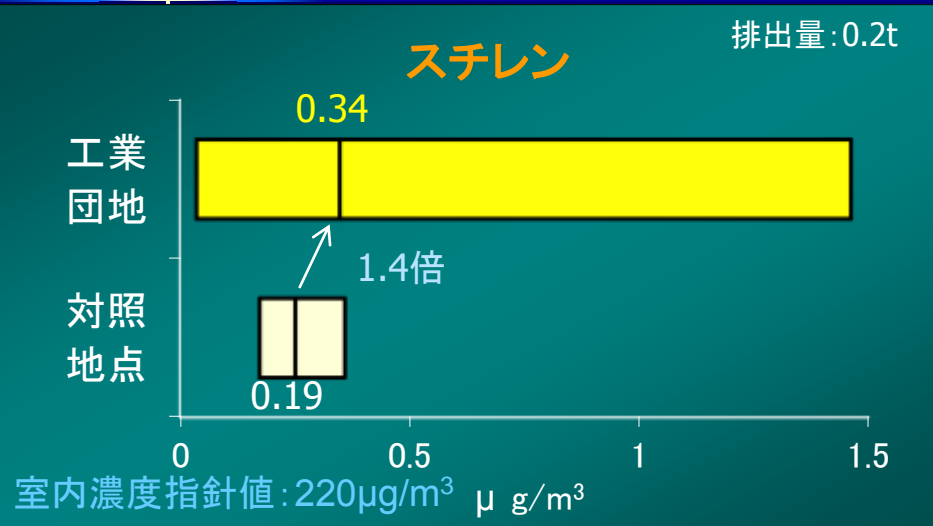 排出量:0.2t
スチレン
0.34
工業
団地
1.4倍
対照
地点
0.19
0 0.5 1 1.5
室内濃度指針値:220μg/m³ μ g/m³